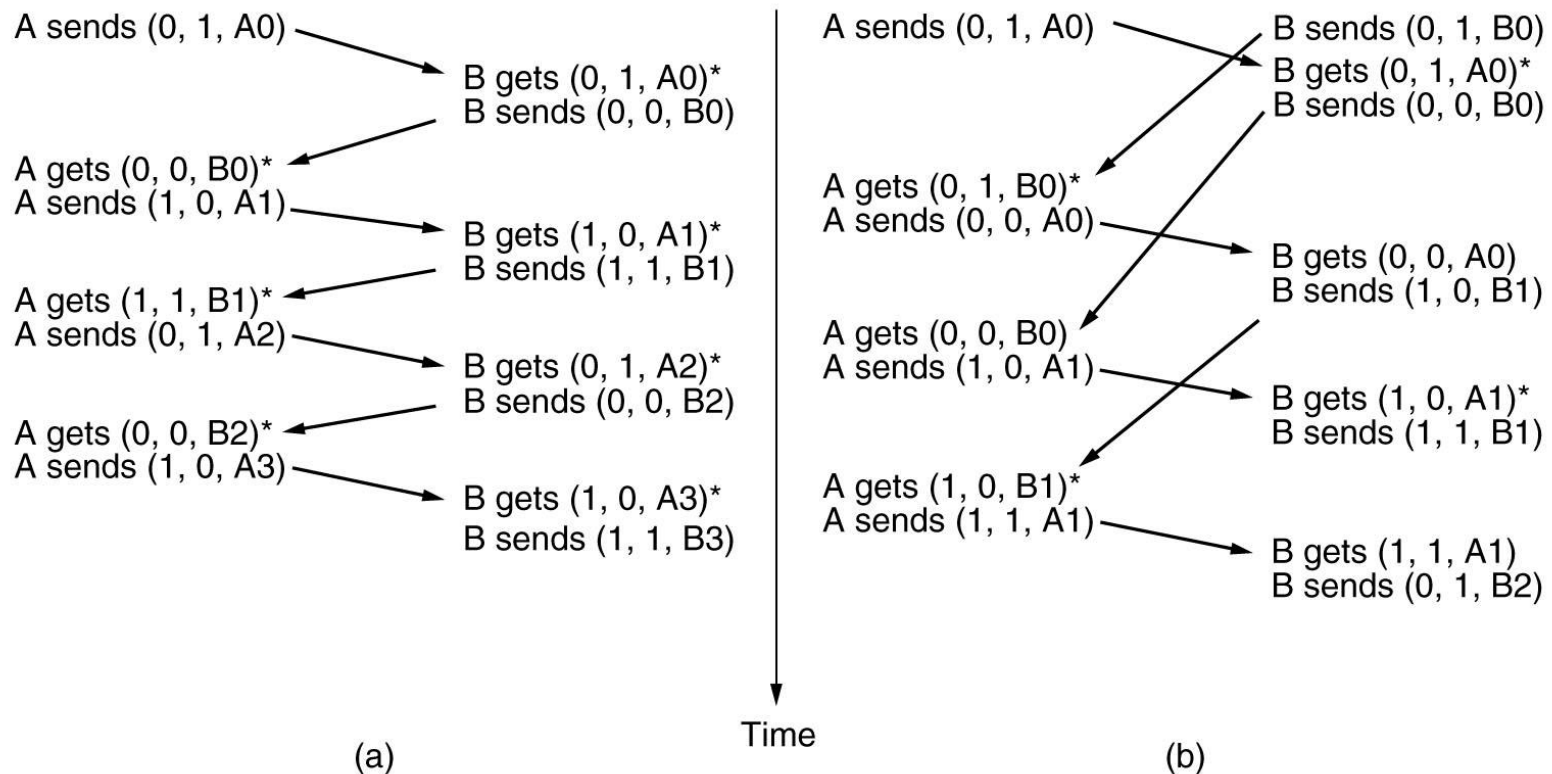 A sends (0, 1, A0)
B gets (0, 1, A0)*
B sends (0, 0, B0)
A gets (0, 0, B0)*
A sends (1, 0, A1)
B gets (1, 0, A1)*
B sends (1, 1, B1)
A gets (1, 1, B1)*
A sends (0, 1, A2)
B gets (0, 1, A2)*
B sends (0, 0, B2)
A gets (0, 0, B2)*
A sends (1, 0, A3)
B gets (1, 0, A3)*
B sends (1, 1, B3)
(a)
Time
A sends (0, 1, A0)
B sends (0, 1, B0)
B gets (0, 1, A0)*
B sends (0, 0, B0)
A gets (0, 1, B0)*
A sends (0, 0, A0)
B gets (0, 0, A0)
B sends (1, 0, B1)
A gets (0, 0, B0)
A sends (1, 0, A1)
B gets (1, 0, A1)*
B sends (1, 1, B1)
A gets (1, 0, B1)*
A sends (1, 1, A1)
B gets (1, 1, A1)
B sends (0, 1, B2)
(b)